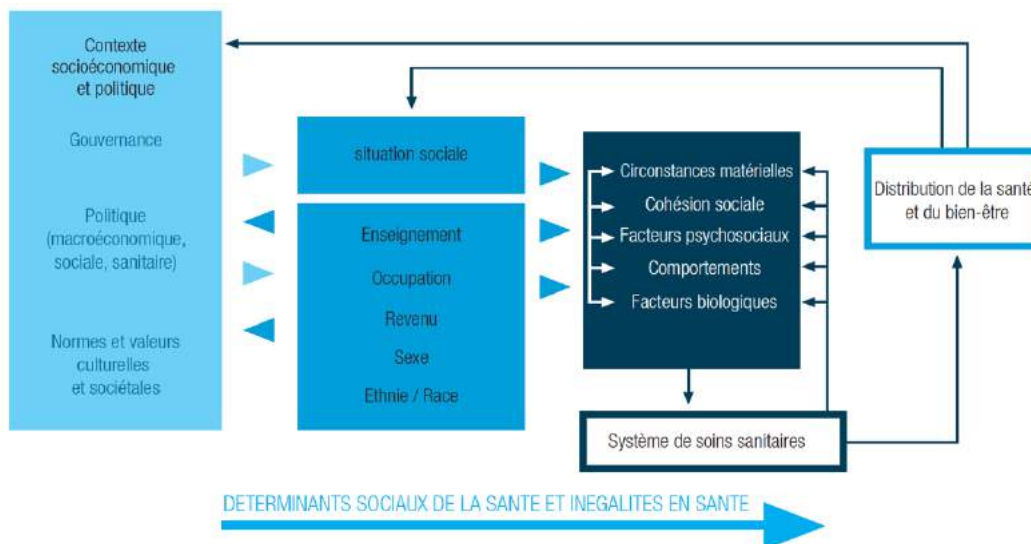 Contexte
socioéconomique
et politique
Gouvernance
Politique
(macroéconomique,
sociale, sanitaire)
Normes et valeurs
culturelles
et sociétales
situation sociale
Enseignement
Occupation
Revenu
Sexe
Ethnie / Race
Circonstances matérielles
Cohésion sociale
Facteurs psychosociaux
Comportements
Facteurs biologiques
Système de soins sanitaires
Distribution de la santé
et du bien-être
DETERMINANTS SOCIAUX DE LA SANTE ET INEGALITES EN SANTE